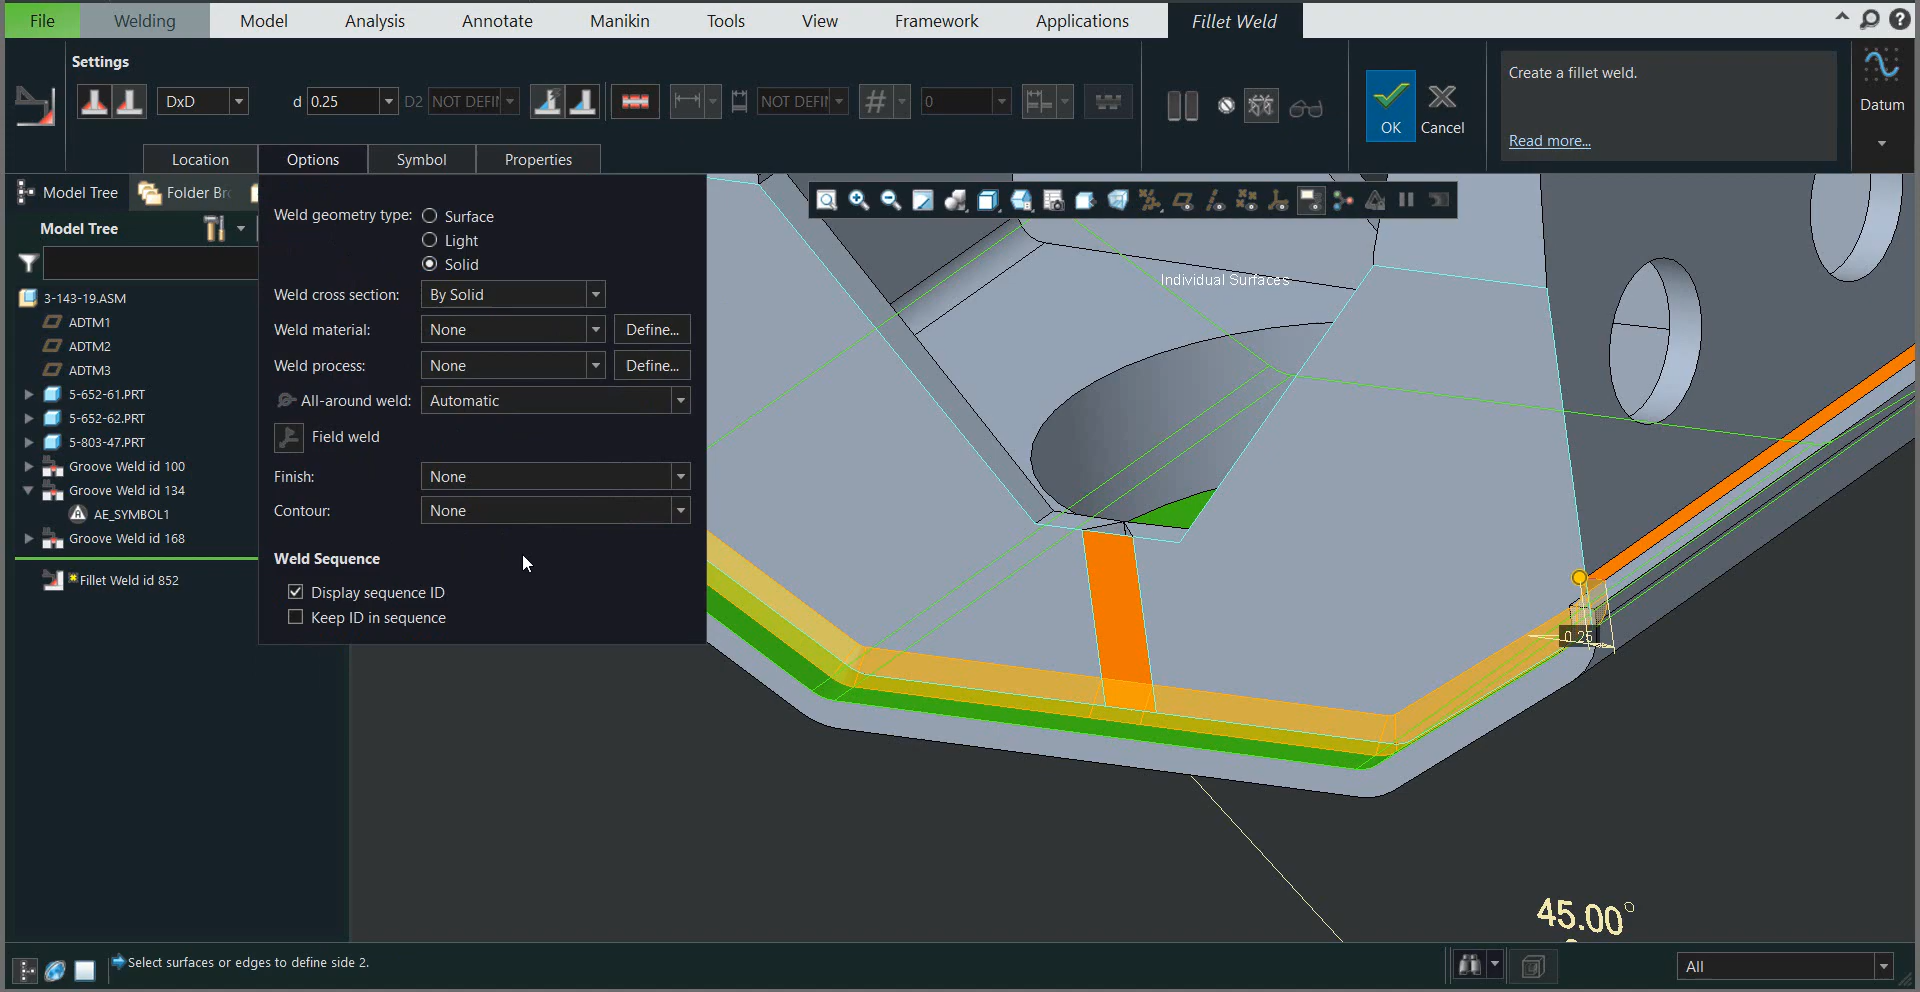 File Welding Model Analysis Annotate Manikin Tools View Framework Applications Fillet Weld
Settings
DxD d 0.25 D2 NOT DEFII NOT DEFII 0
OK Cancel
Create a fillet weld.
Read more...
Datum
Location Options Symbol Properties
Model Tree Folder Br
Model Tree
3-143-19.ASM
ADTM1
ADTM2
ADTM3
5-652-61.PRT
5-652-62.PRT
5-803-47.PRT
Groove Weld id 100
Groove Weld id 134
AE_SYMBOL1
Groove Weld id 168
Fillet Weld id 852
Weld geometry type: Surface
Light
Solid
Weld cross section: By Solid
Weld material: None Define...
Weld process: None Define...
All-around weld: Automatic
Field weld
Finish: None
Contour: None
Weld Sequence
Display sequence ID
Keep ID in sequence
Individual Surfaces
0.25
45.00°
Select surfaces or edges to define side 2.
All